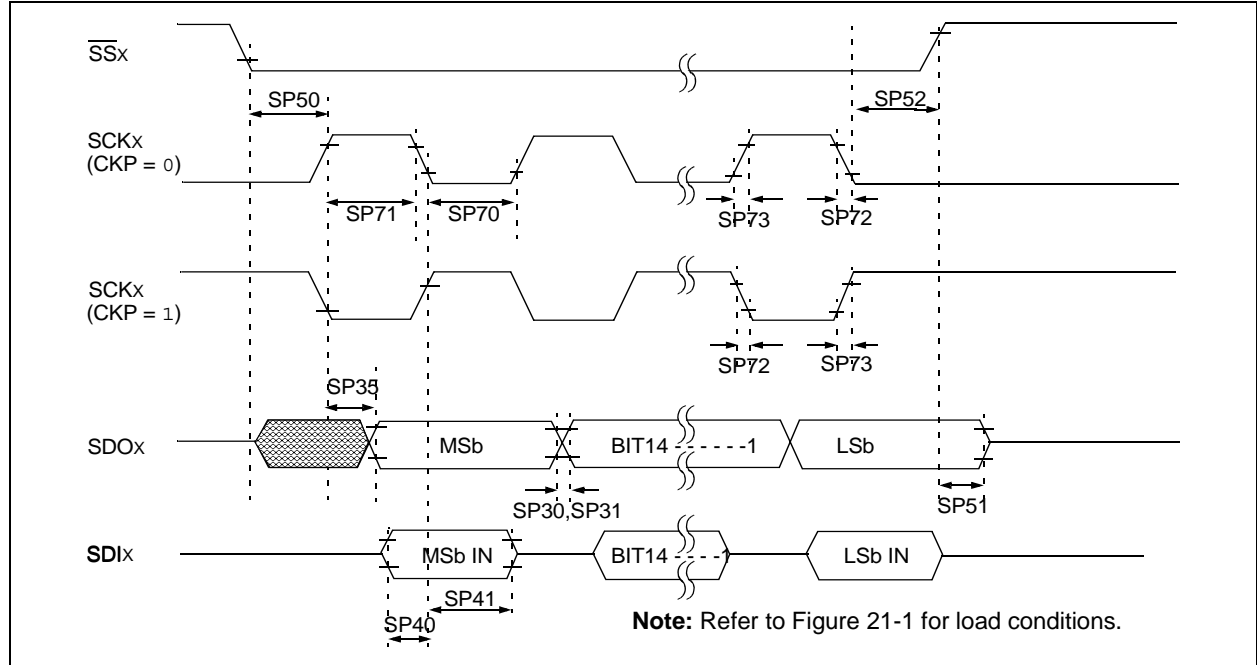 SSX
SP50
SP52
SCKX
(CKP = 0)
SP71
SP70
SP73
SP72
SCKX
(CKP = 1)
SP72
SP73
SP35
SDOX
MSb
BIT14 - - - - - -1
LSb
SP30,SP31
SP51
SDIX
MSb IN
BIT14 - - - -1
LSb IN
SP41
SP40
Note: Refer to Figure 21-1 for load conditions.